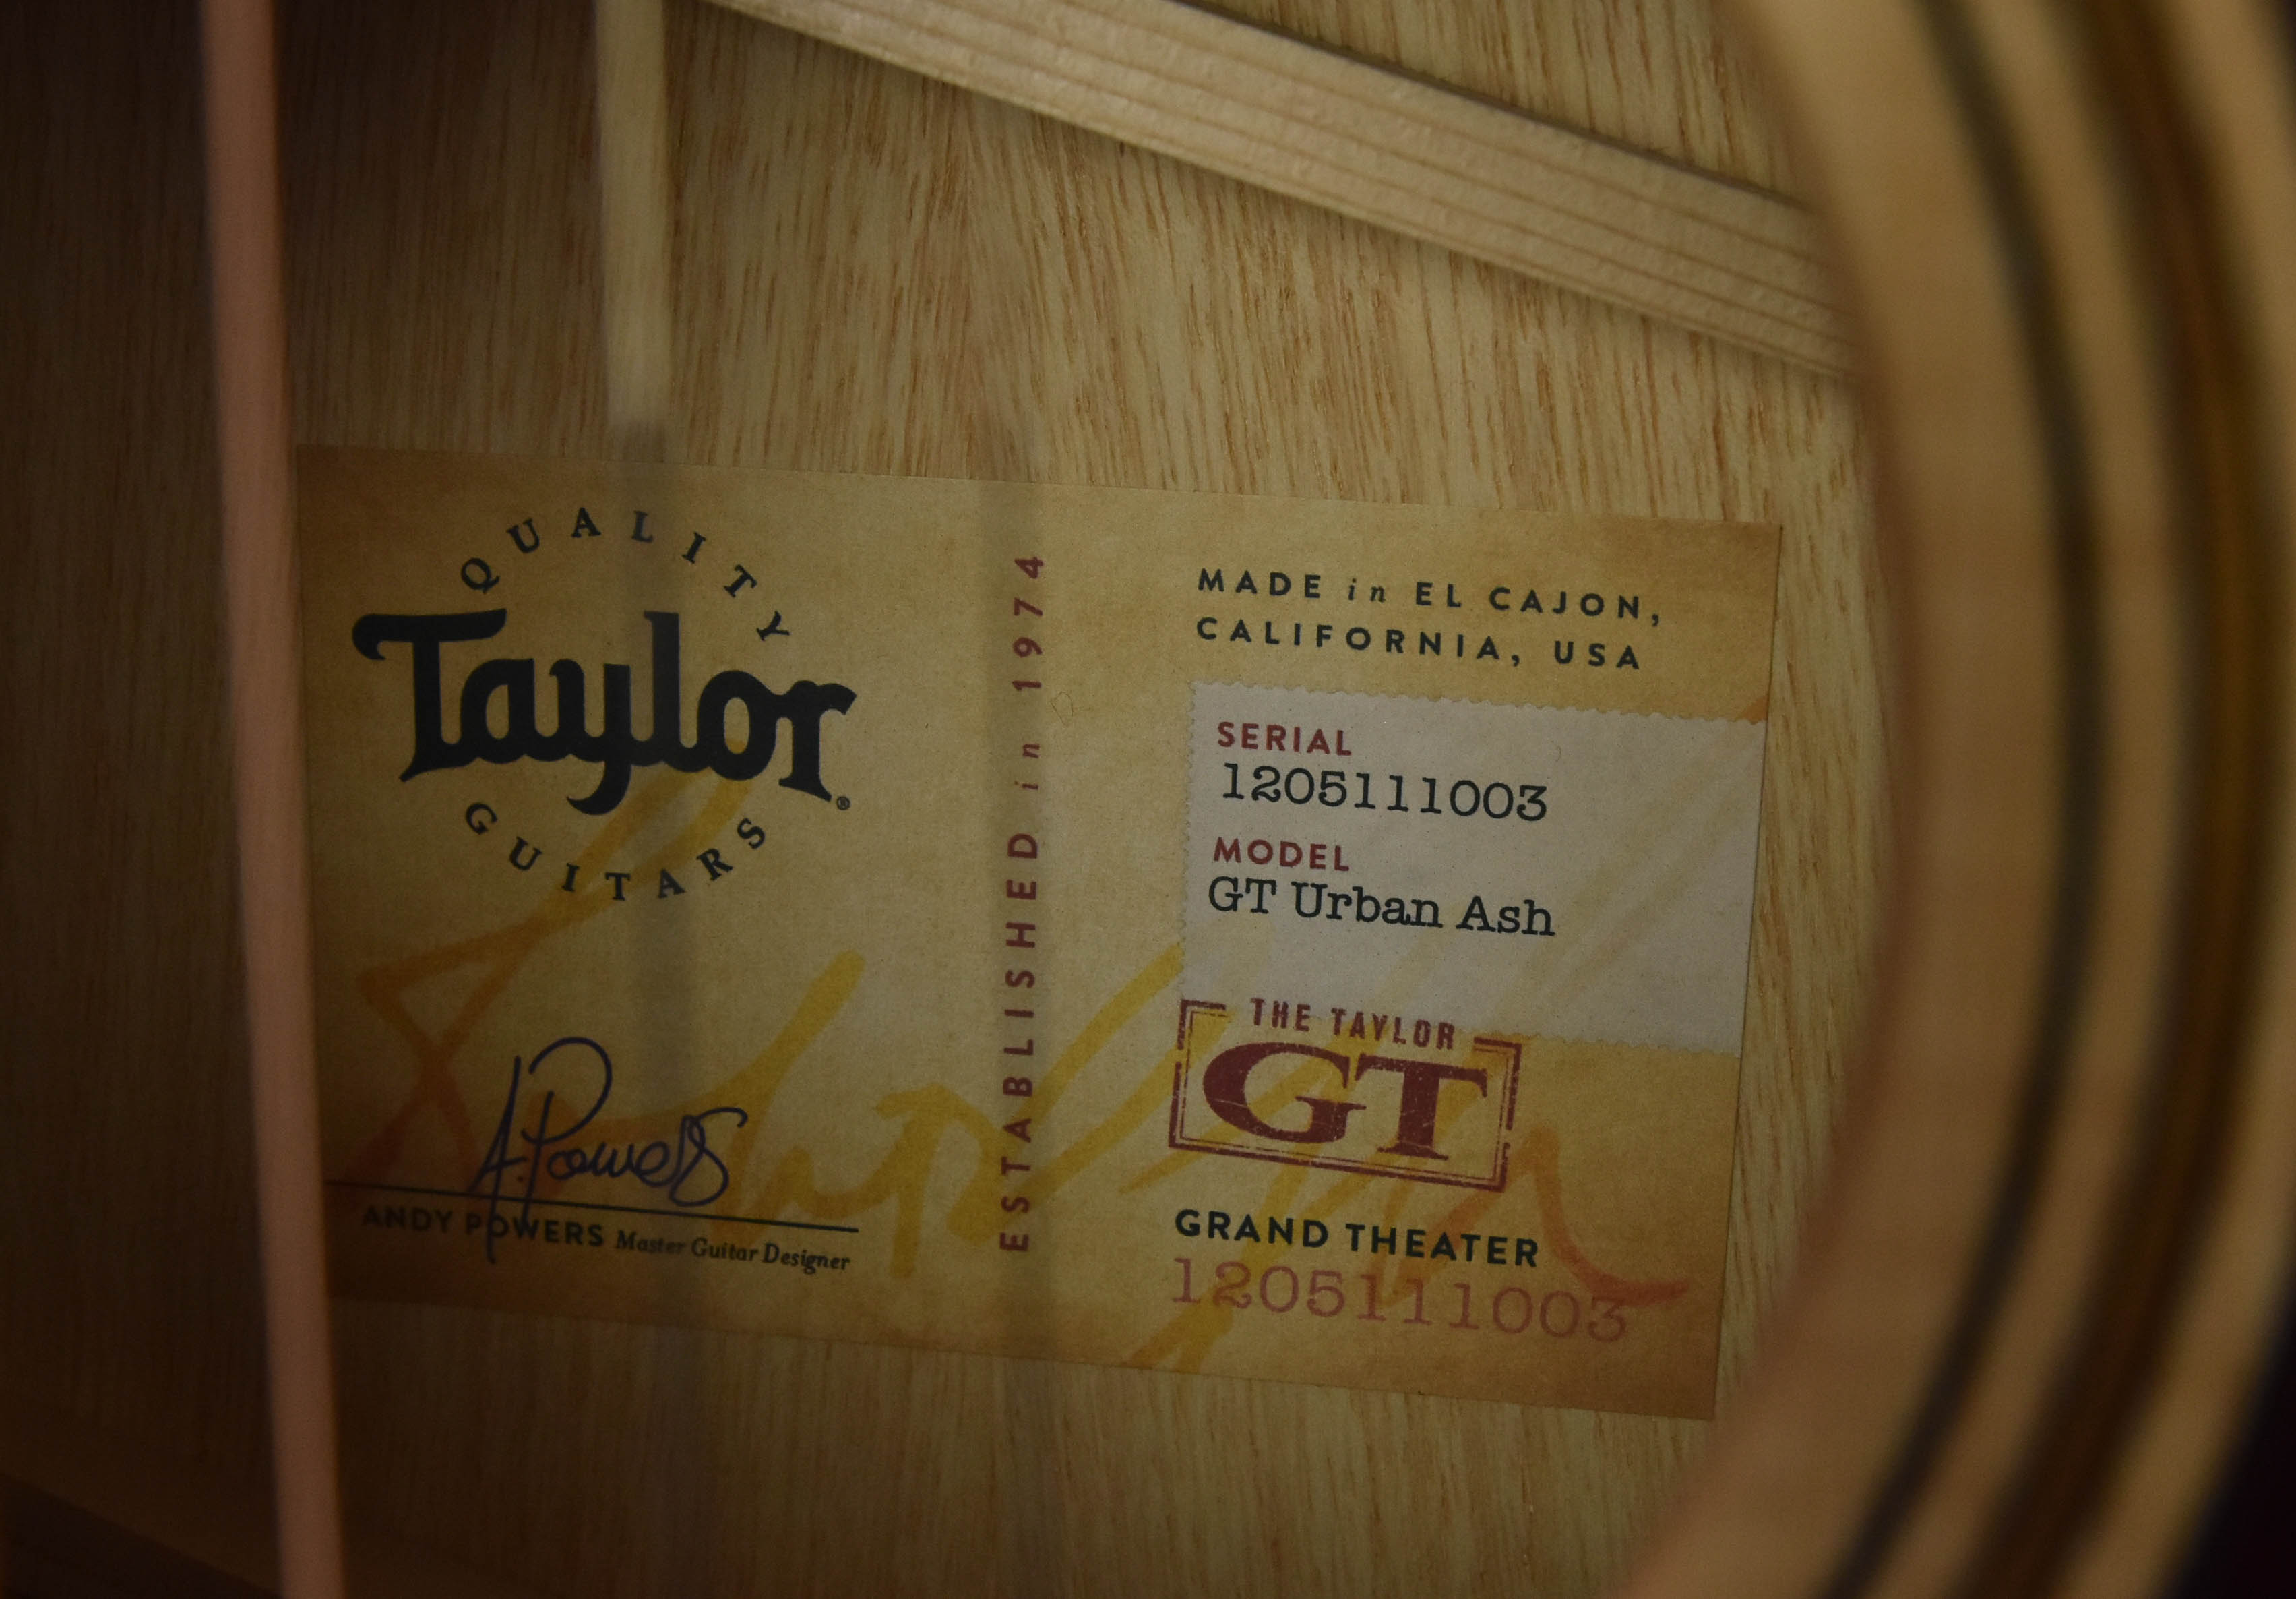 QUALITY
Taylor®
GUITARS
A. Powers
ANDY POWERS Master Guitar Designer
ESTABLISHED in 1974
MADE in EL CAJON,
CALIFORNIA, USA
SERIAL
1205111003
MODEL
GT Urban Ash
THE TAYLOR
GT
GRAND THEATER
1205111003